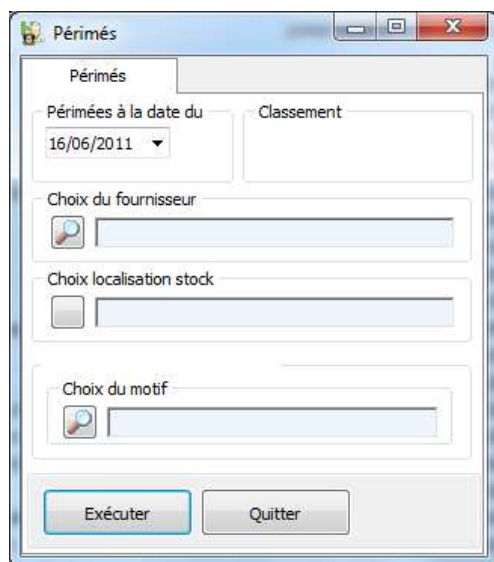 Périmés
Périmés
Périmées à la date du
Classement
16/06/2011
Choix du fournisseur
Choix localisation stock
Choix du motif
Exécuter
Quitter